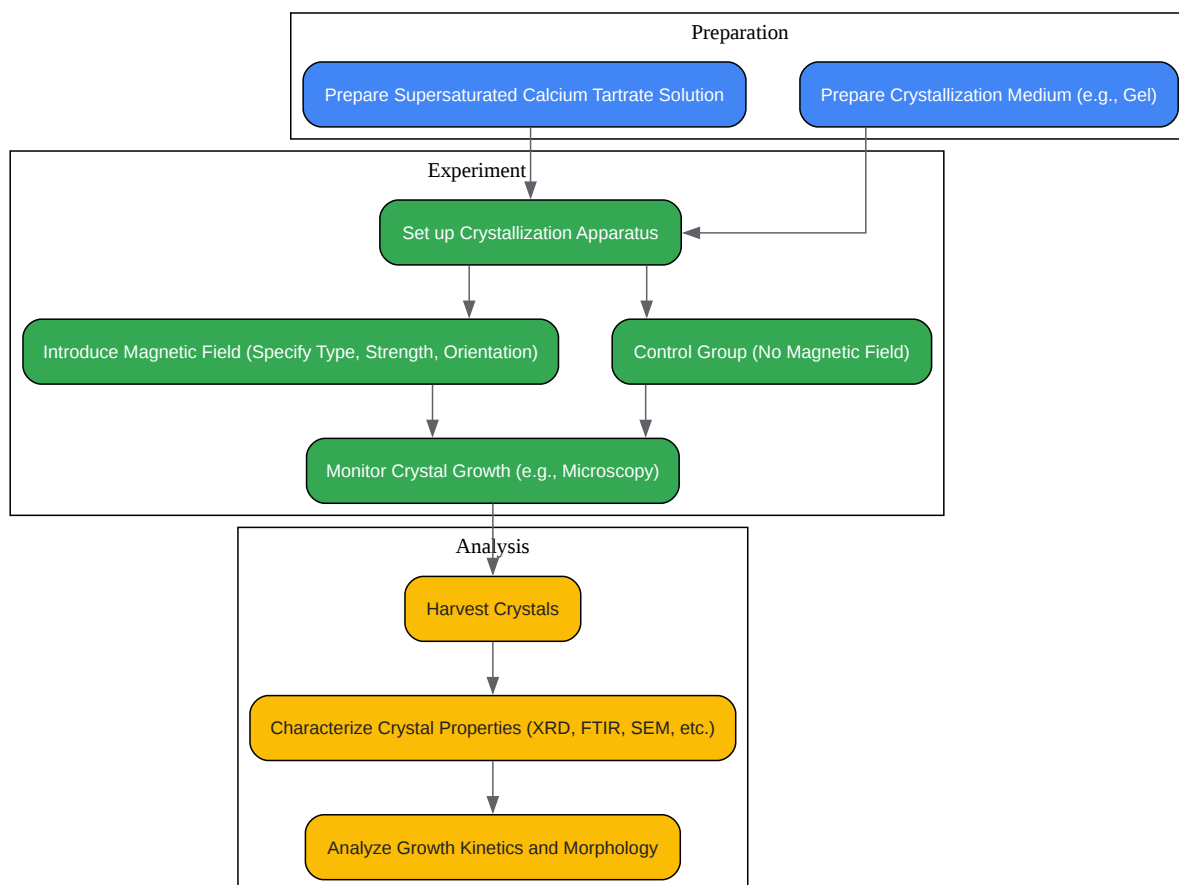 Preparation
Prepare Supersaturated Calcium Tartrate Solution
Prepare Crystallization Medium (e.g., Gel)
Experiment
Set up Crystallization Apparatus
Introduce Magnetic Field (Specify Type, Strength, Orientation)
Control Group (No Magnetic Field)
Monitor Crystal Growth (e.g., Microscopy)
Analysis
Harvest Crystals
Characterize Crystal Properties (XRD, FTIR, SEM, etc.)
Analyze Growth Kinetics and Morphology